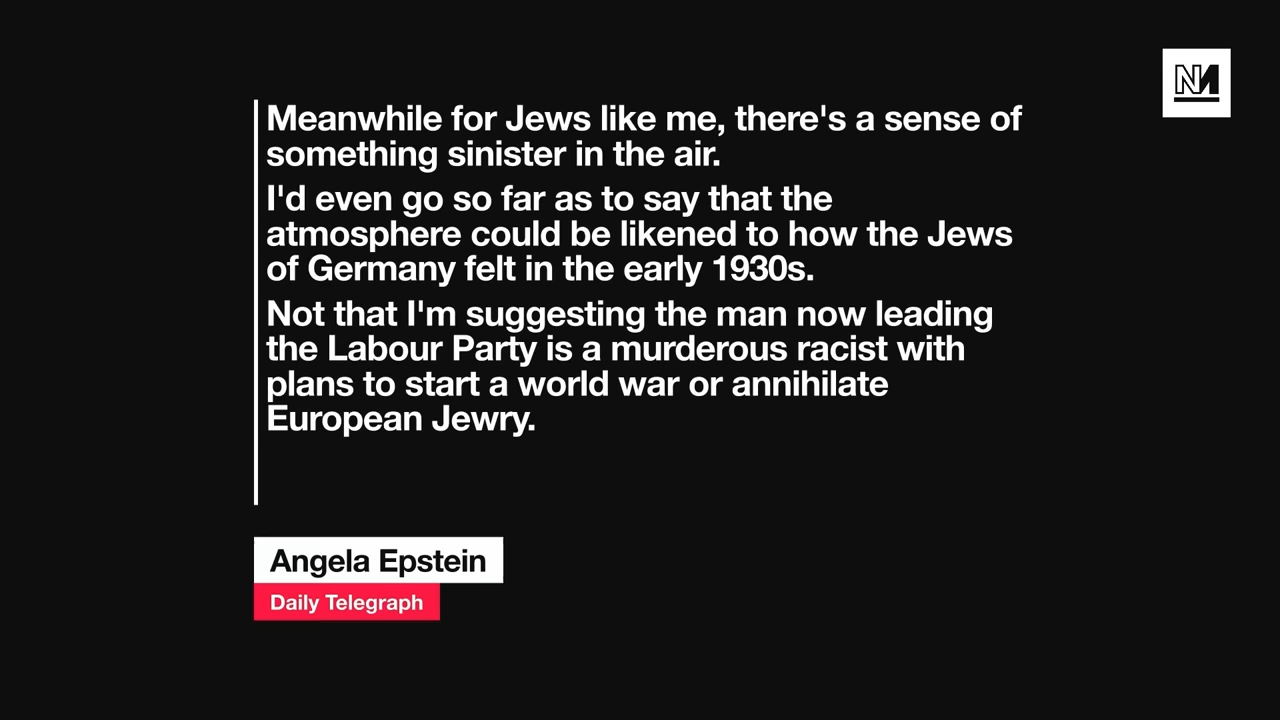 Meanwhile for Jews like me, there's a sense of
something sinister in the air.
I'd even go so far as to say that the
atmosphere could be likened to how the Jews
of Germany felt in the early 1930s.
Not that I'm suggesting the man now leading
the Labour Party is a murderous racist with
plans to start a world war or annihilate
European Jewry.
Angela Epstein
Daily Telegraph
NM